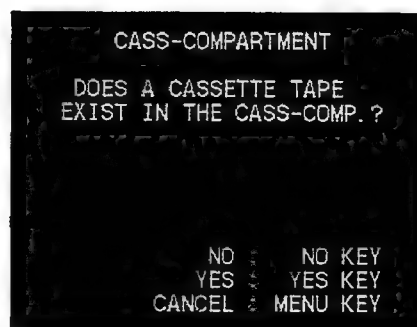 CASS-COMPARTMENT
DOES A CASSETTE TAPE
EXIST IN THE CASS-COMP.?
NO : NO KEY
YES : YES KEY
CANCEL : MENU KEY